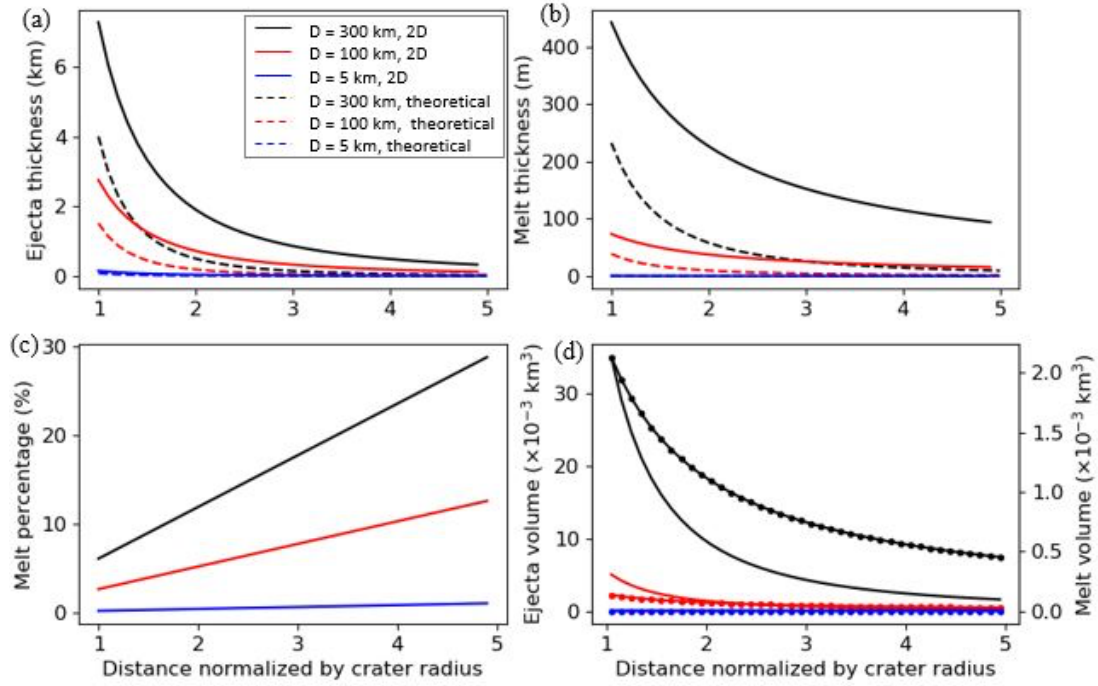 (a)
Ejecta thickness (km)
6
4
2
0
1 2 3 4 5
D = 300 km, 2D
D = 100 km, 2D
D = 5 km, 2D
D = 300 km, theoretical
D = 100 km, theoretical
D = 5 km, theoretical
(b)
Melt thickness (m)
400
300
200
100
0
1 2 3 4 5
(c)
Melt percentage (%)
30
20
10
0
1 2 3 4 5
Distance normalized by crater radius
(d)
Ejecta volume (×10⁻³ km³)
30
20
10
0
Melt volume (×10⁻³ km³)
2.0
1.5
1.0
0.5
0.0
1 2 3 4 5
Distance normalized by crater radius